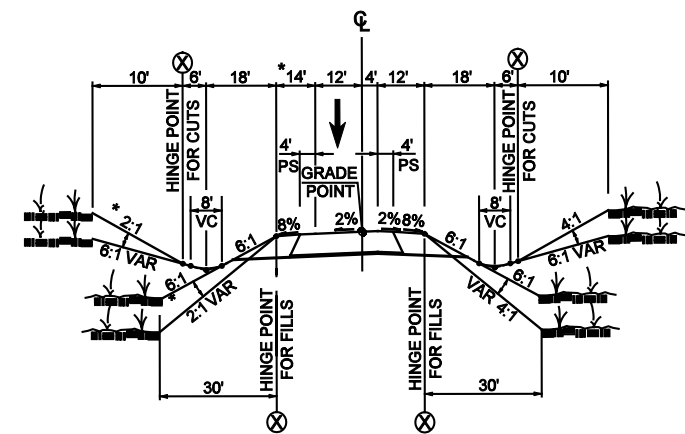 ℄
X
X
10' 6' 18' *14' 12' 4' 12' 18' 6' 10'
HINGE POINT
FOR CUTS
HINGE POINT
FOR CUTS
4'
PS
4'
PS
GRADE
POINT
8'
VC
8'
VC
* 2:1
6:1 VAR
6:1
8%
2%
2%
8%
6:1
4:1
6:1 VAR
6:1
*
2:1 VAR
6:1
VAR 4:1
HINGE POINT
FOR FILLS
HINGE POINT
FOR FILLS
30'
30'
X
X